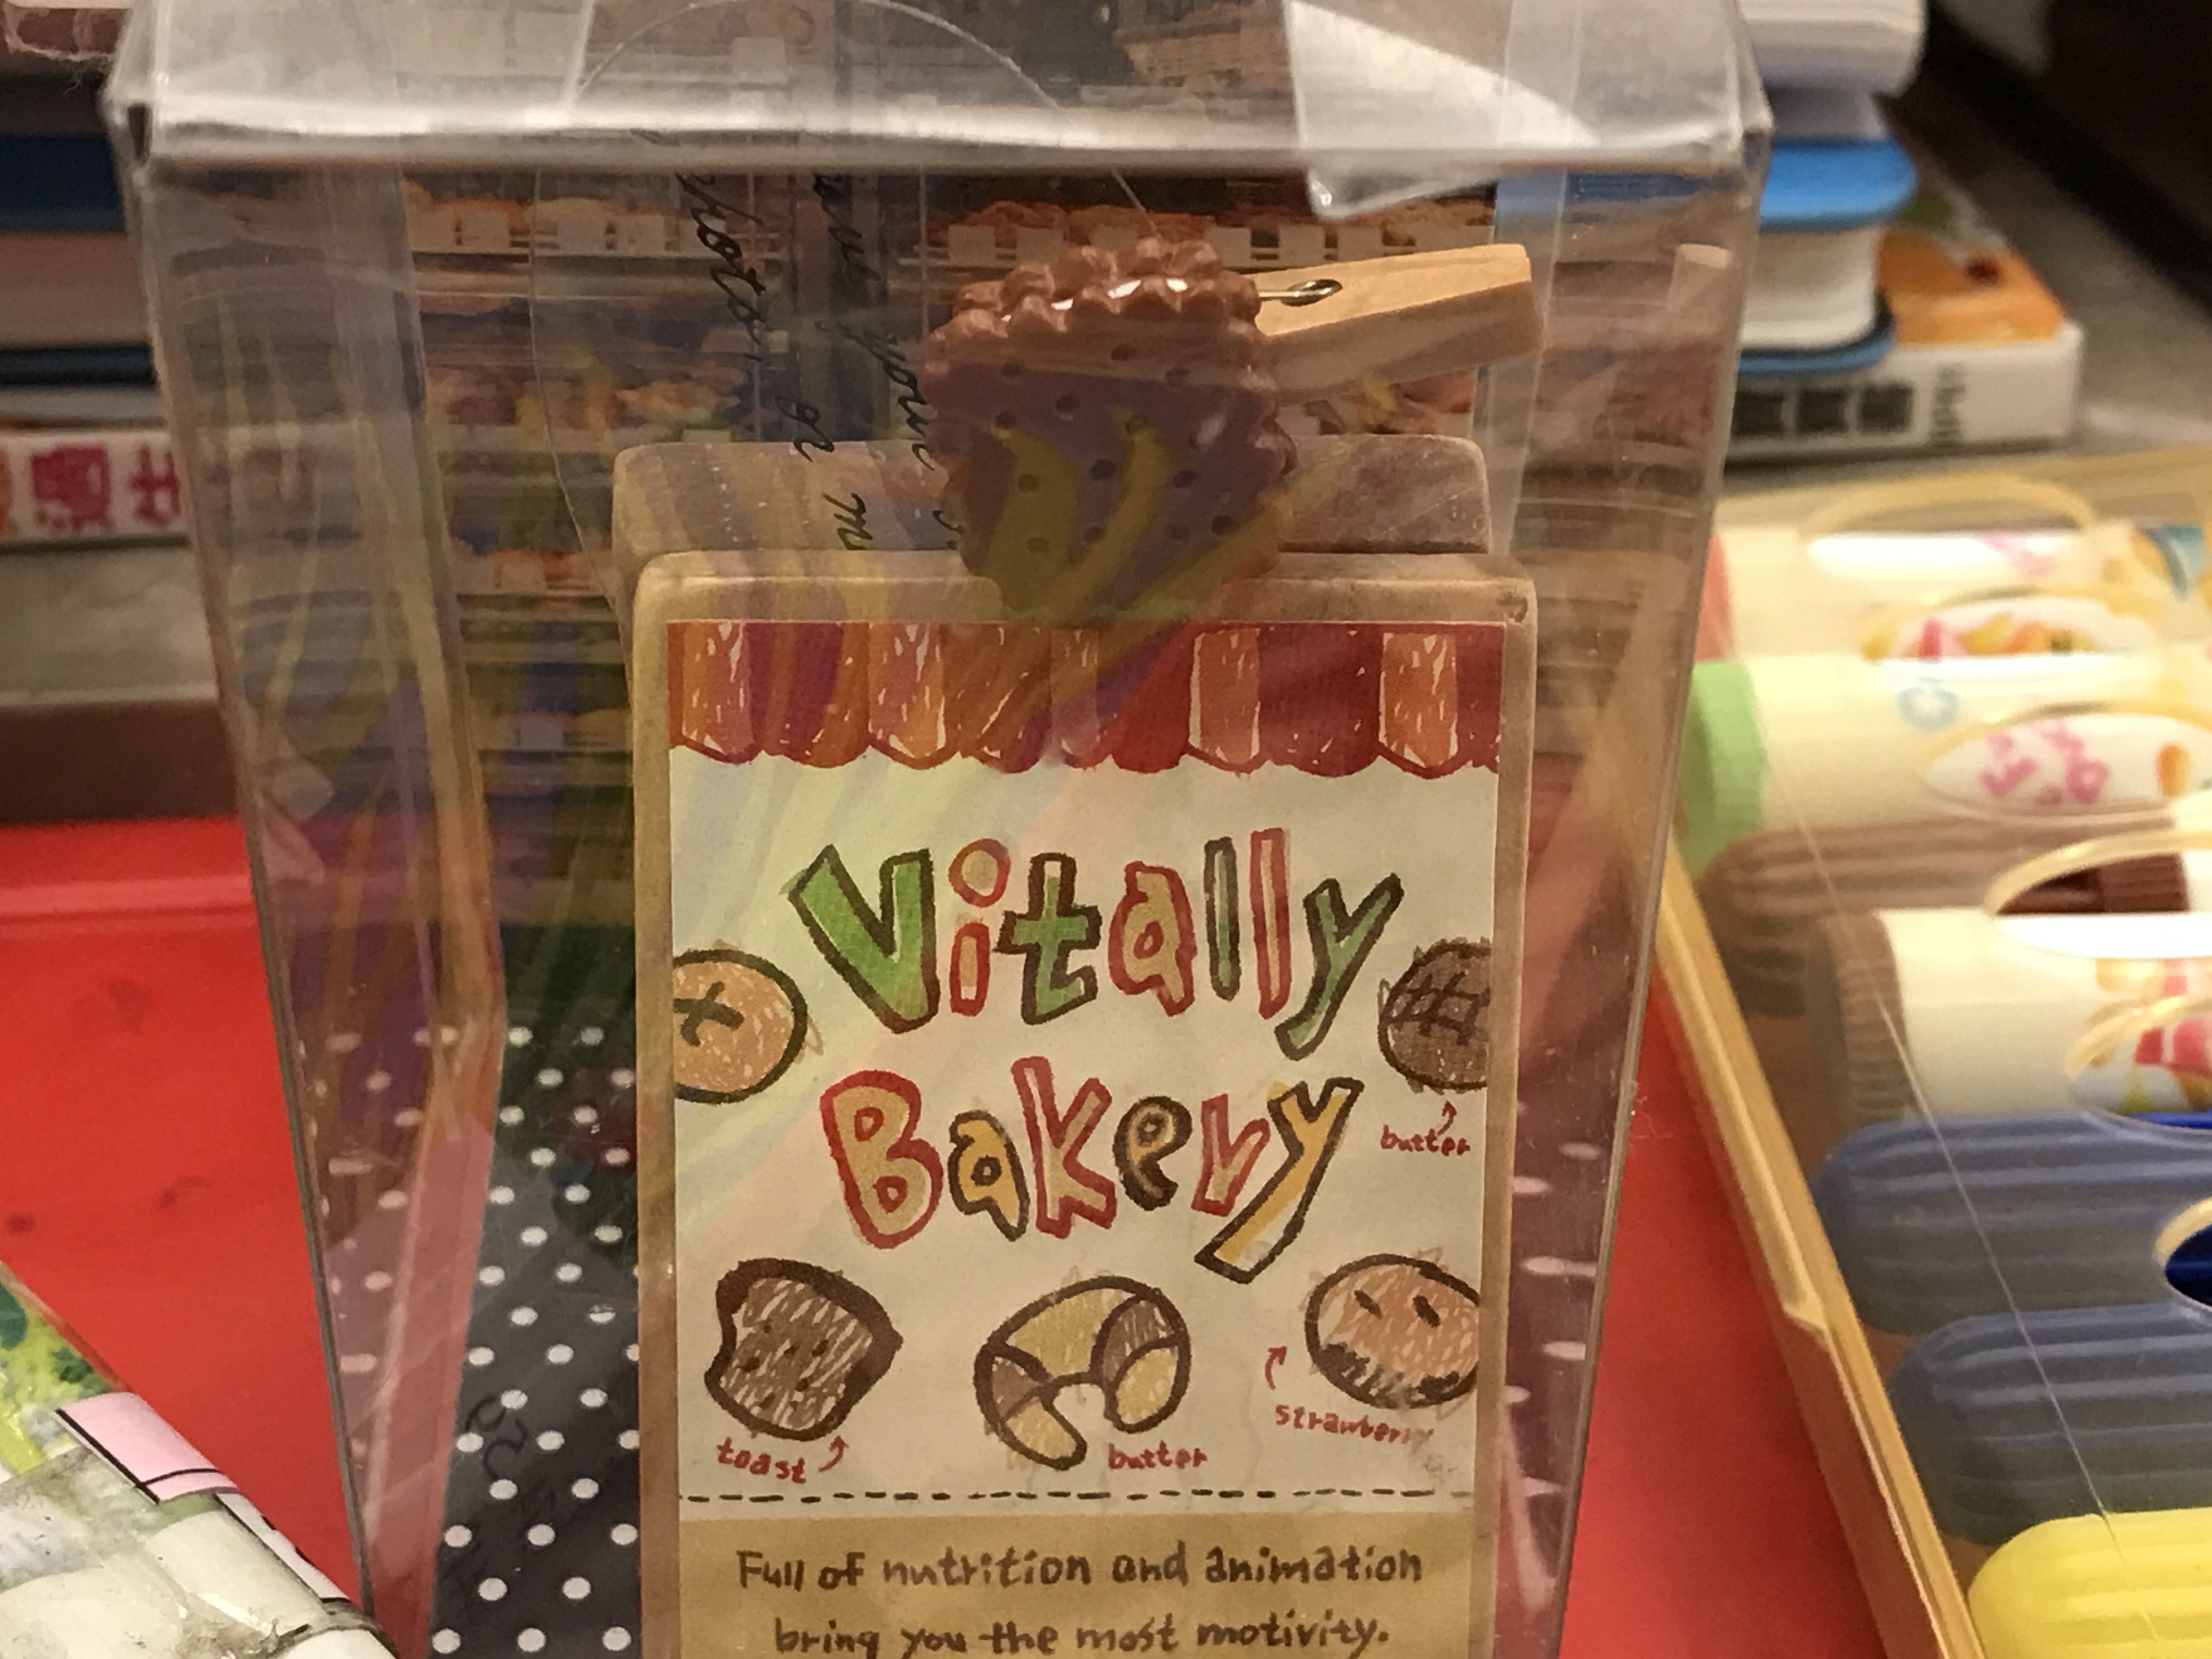 Vitally
Bakery
butter
toast
butter
strawberry
Full of nutrition and animation
bring you the most motivity.